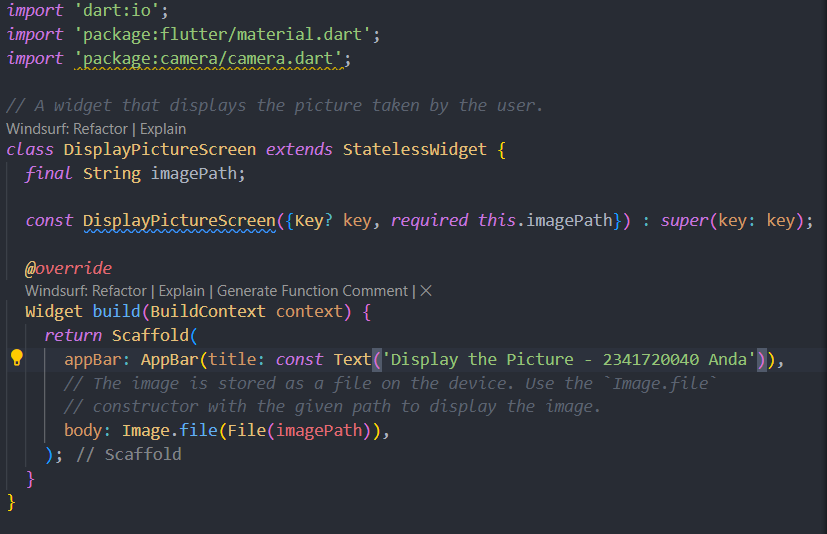 import 'dart:io';
import 'package:flutter/material.dart';
import 'package:camera/camera.dart';
// A widget that displays the picture taken by the user.
Windsurf: Refactor | Explain
class DisplayPictureScreen extends StatelessWidget {
final String imagePath;
const DisplayPictureScreen({Key? key, required this.imagePath}) : super(key: key);
@override
Windsurf: Refactor | Explain | Generate Function Comment | ×
Widget build(BuildContext context) {
return Scaffold(
appBar: AppBar(title: const Text('Display the Picture - 2341720040 Anda')),
// The image is stored as a file on the device. Use the `Image.file`
// constructor with the given path to display the image.
body: Image.file(File(imagePath)),
); // Scaffold
}
}